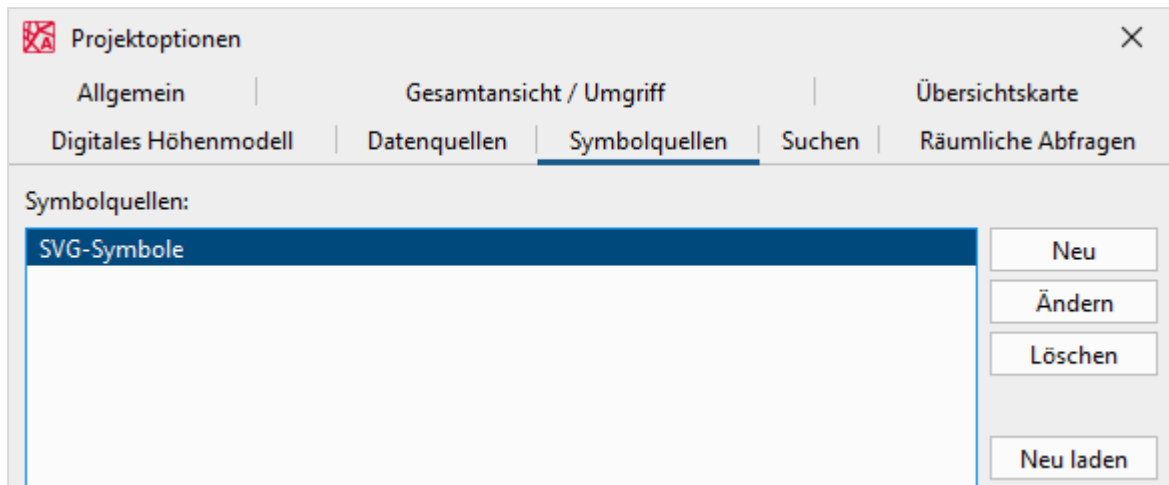 Projektoptionen
Allgemein Gesamtansicht / Umgriff Übersichtskarte
Digitales Höhenmodell Datenquellen Symbolquellen Suchen Räumliche Abfragen
Symbolquellen:
SVG-Symbole
Neu
Ändern
Löschen
Neu laden